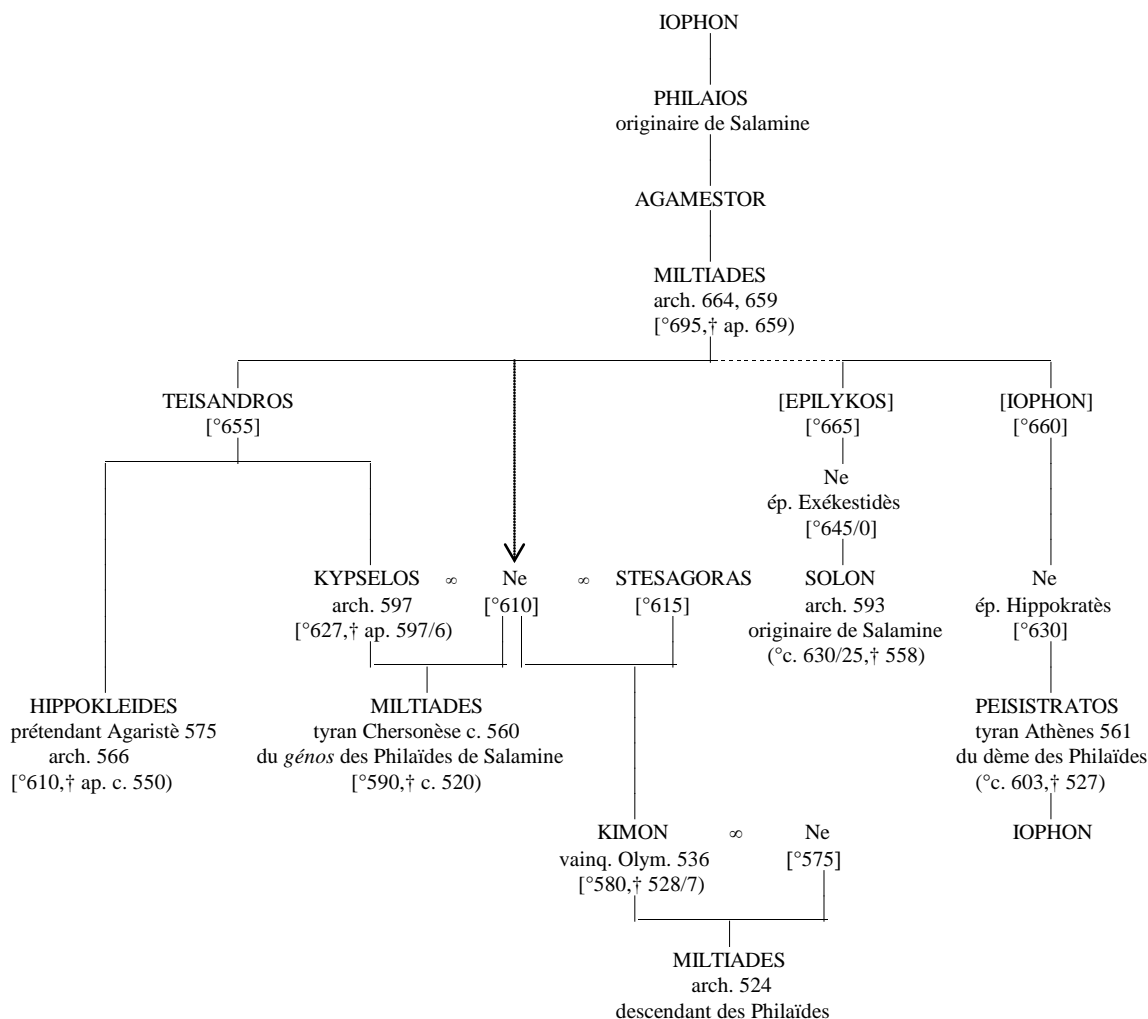 IOPHON
PHILAIOS
originaire de Salamine
AGAMESTOR
MILTIADES
arch. 664, 659
[°695,† ap. 659)
TEISANDROS
[°655]
[EPILYKOS]
[°665]
[IOPHON]
[°660]
Ne
ép. Exékestidès
[°645/0]
KYPSELOS ∞ Ne ∞ STESAGORAS
arch. 597 [°610] [°615]
[°627,† ap. 597/6)
SOLON
arch. 593
originaire de Salamine
(°c. 630/25,† 558)
Ne
ép. Hippokratès
[°630]
HIPPOKLEIDES
prétendant Agaristè 575
arch. 566
[°610,† ap. c. 550)
MILTIADES
tyran Chersonèse c. 560
du génos des Philaïdes de Salamine
[°590,† c. 520)
PEISISTRATOS
tyran Athènes 561
du dème des Philaïdes
(°c. 603,† 527)
IOPHON
KIMON ∞ Ne
vainq. Olym. 536 [°575]
[°580,† 528/7)
MILTIADES
arch. 524
descendant des Philaïdes